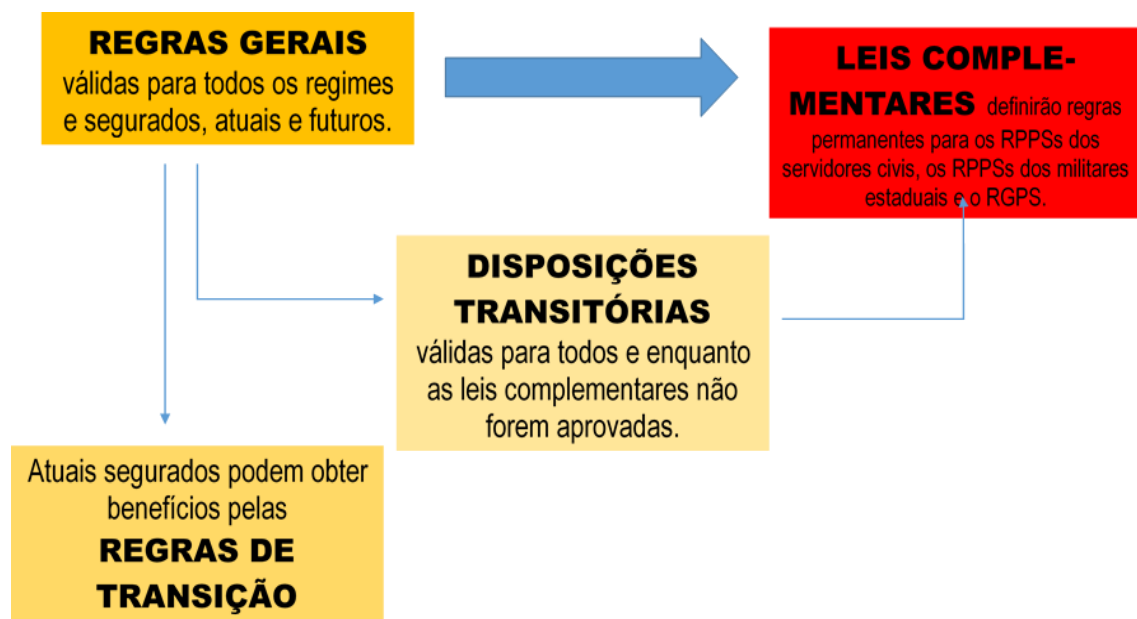 REGRAS GERAIS
válidas para todos os regimes
e segurados, atuais e futuros.
LEIS COMPLE-
MENTARES definirão regras
permanentes para os RPPSs dos
servidores civis, os RPPSs dos militares
estaduais e o RGPS.
DISPOSIÇÕES
TRANSITÓRIAS
válidas para todos e enquanto
as leis complementares não
forem aprovadas.
Atuais segurados podem obter
benefícios pelas
REGRAS DE
TRANSIÇÃO